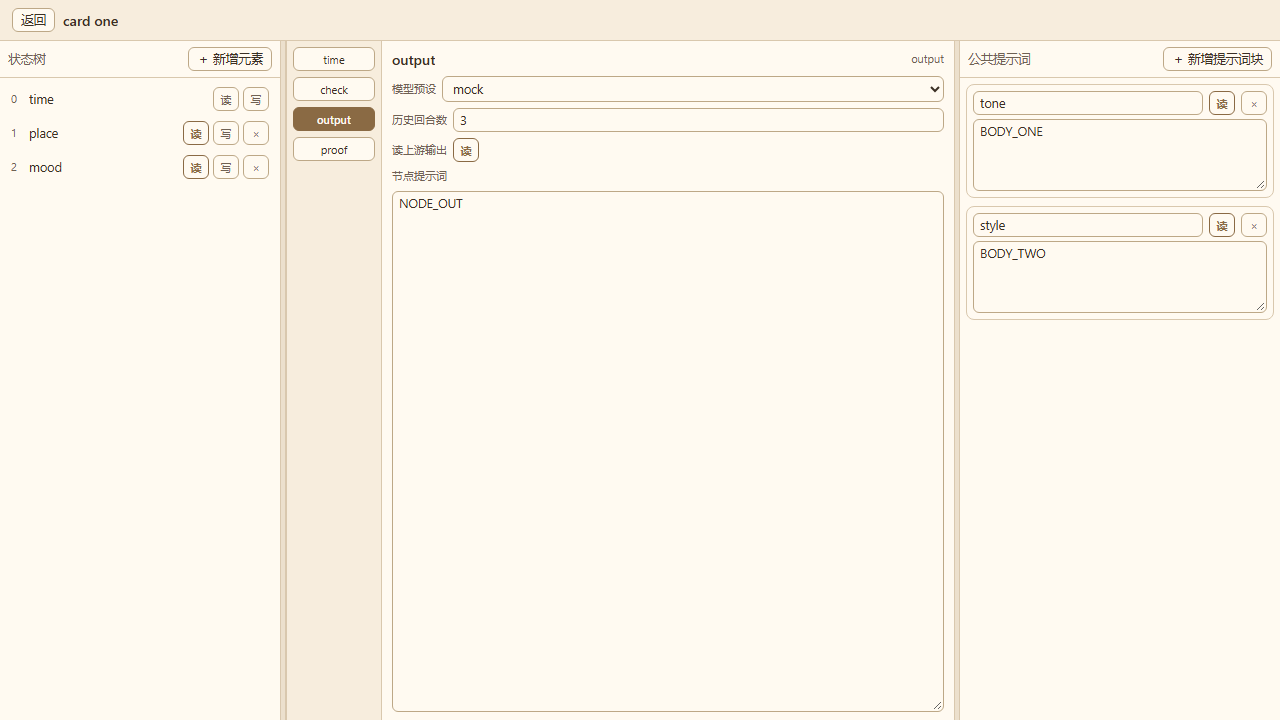 返回 card one
状态树 + 新增元素
0 time 读 写
1 place 读 写 ×
2 mood 读 写 ×
time
check
output
proof
output output
模型预设 mock
历史回合数 3
读上游输出 读
节点提示词
NODE_OUT
公共提示词 + 新增提示词块
tone 读 ×
BODY_ONE
style 读 ×
BODY_TWO